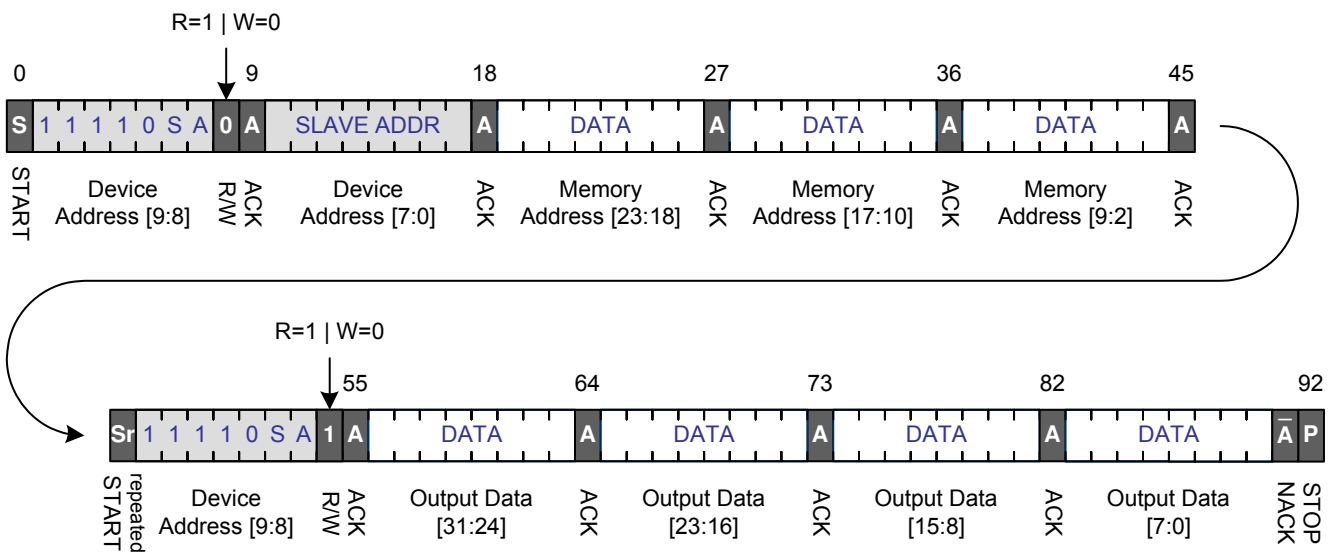 R=1 | W=0
0 9 18 27 36 45
S 1 1 1 1 0 S A 0 A SLAVE ADDR A DATA A DATA A DATA A
START
Device
Address [9:8]
R/W
ACK
Device
Address [7:0]
ACK
Memory
Address [23:18]
ACK
Memory
Address [17:10]
ACK
Memory
Address [9:2]
ACK
R=1 | W=0
55 64 73 82 92
Sr 1 1 1 1 0 S A 1 A DATA A DATA A DATA A DATA A̅ P
repeated
START
Device
Address [9:8]
R/W
ACK
Output Data
[31:24]
ACK
Output Data
[23:16]
ACK
Output Data
[15:8]
ACK
Output Data
[7:0]
NACK
STOP